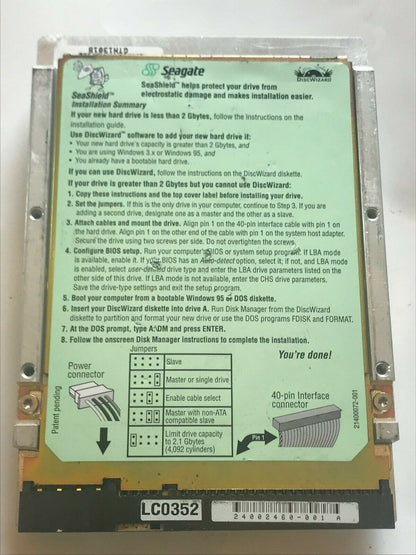 Seagate
DISCWIZARD
SeaShield™ helps protect your drive from
electrostatic damage and makes installation easier.
SeaShield™
Installation Summary
If your new hard drive is less than 2 Gbytes, follow the instructions on the
installation guide.
Use DiscWizard™ software to add your new hard drive if:
• Your new hard drive's capacity is greater than 2 Gbytes, and
• You are using Windows 3.x or Windows 95, and
• You already have a bootable hard drive.
If you can use DiscWizard, follow the instructions on the DiscWizard diskette.
If your drive is greater than 2 Gbytes but you cannot use DiscWizard:
1. Copy these instructions and the top cover label before installing your drive.
2. Set the jumpers. If this is the only drive in your computer, continue to Step 3. If you are
adding a second drive, designate one as a master and the other as a slave.
3. Attach cables and mount the drive. Align pin 1 on the 40-pin interface cable with pin 1 on
the hard drive. Align pin 1 on the other end of the cable with pin 1 on the system host adapter.
Secure the drive using two screws per side. Do not overtighten the screws.
4. Configure BIOS setup. Run your computer's BIOS or system setup program. If LBA mode
is available, enable it. If your BIOS has an Auto-detect option, select it; if not, and LBA mode
is enabled, select user-defined drive type and enter the LBA drive parameters listed on the
other side of this drive. If LBA mode is not available, enter the CHS drive parameters.
Save the drive-type settings and exit the setup program.
5. Boot your computer from a bootable Windows 95 or DOS diskette.
6. Insert your DiscWizard diskette into drive A. Run Disk Manager from the DiscWizard
diskette to partition and format your new drive or use the DOS programs FDISK and FORMAT.
7. At the DOS prompt, type A:\DM and press ENTER.
8. Follow the onscreen Disk Manager instructions to complete the installation.
Jumpers
You're done!
Power
connector
Slave
Master or single drive
Enable cable select
Master with non-ATA
compatible slave
Limit drive capacity
to 2.1 Gbytes
(4,092 cylinders)
40-pin Interface
connector
Pin 1
Patent pending
21400072-001
LC0352
24002460-001 A